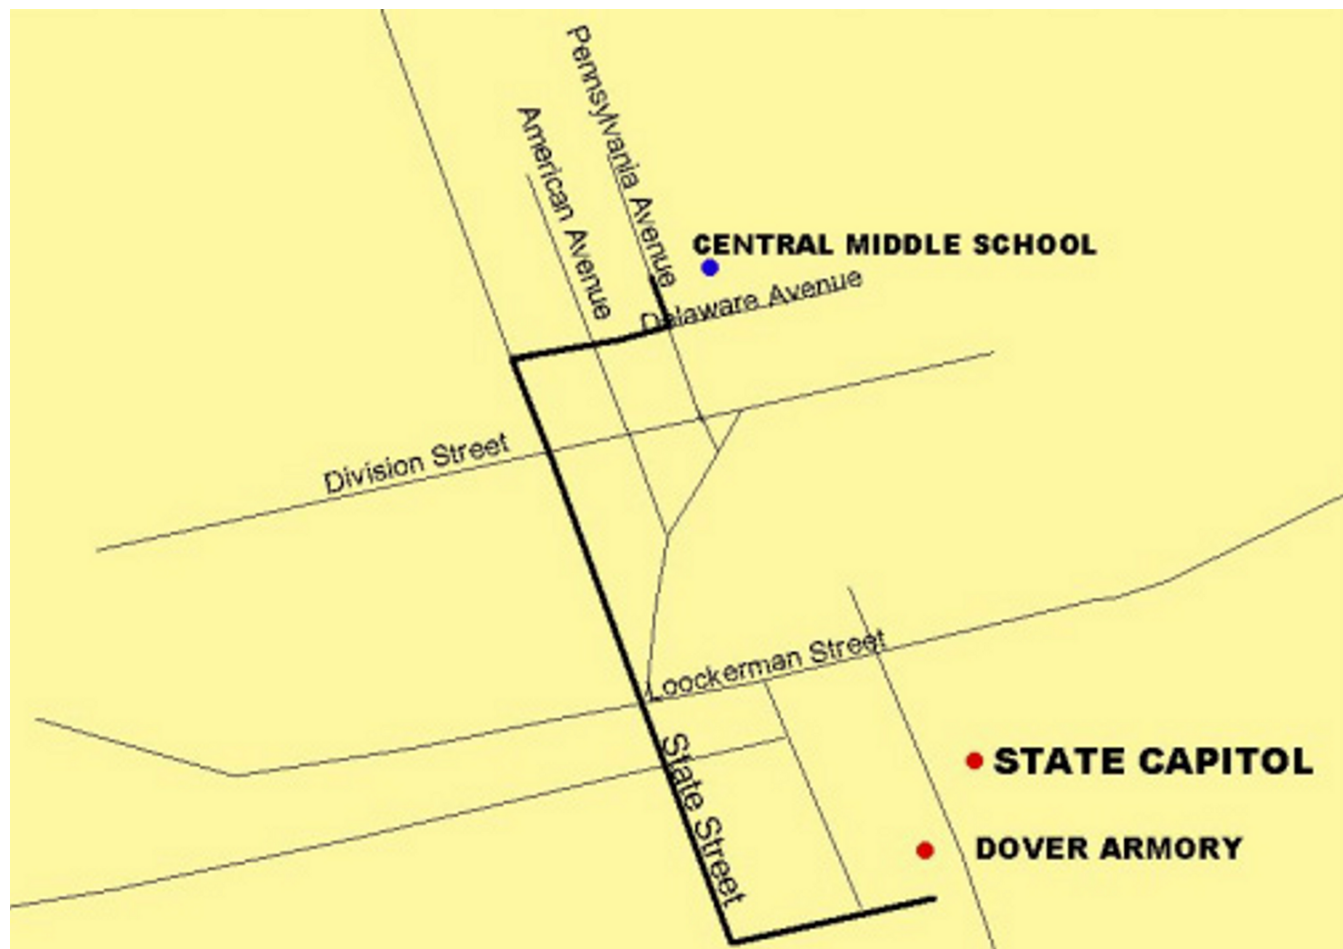 Pennsylvania Avenue
American Avenue
CENTRAL MIDDLE SCHOOL
Delaware Avenue
Division Street
Loockerman Street
State Street
STATE CAPITOL
DOVER ARMORY